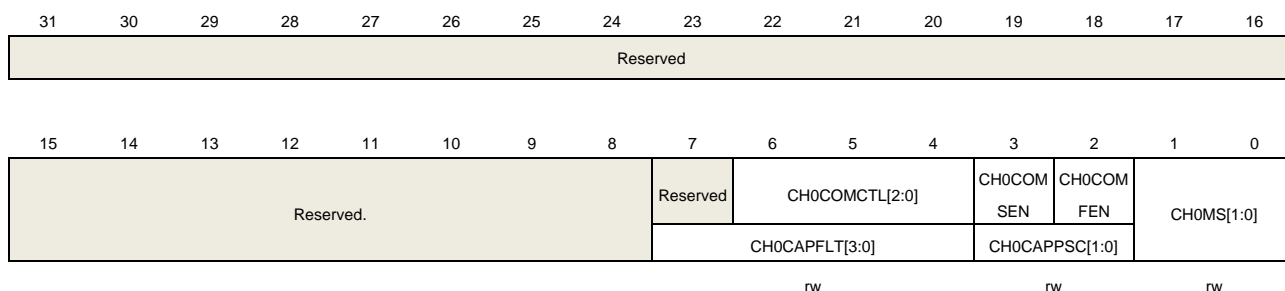 31 30 29 28 27 26 25 24 23 22 21 20 19 18 17 16
Reserved
15 14 13 12 11 10 9 8 7 6 5 4 3 2 1 0
Reserved.
Reserved
CH0COMCTL[2:0]
CH0COM
SEN
CH0COM
FEN
CH0MS[1:0]
CH0CAPFLT[3:0]
CH0CAPPSC[1:0]
rw rw rw